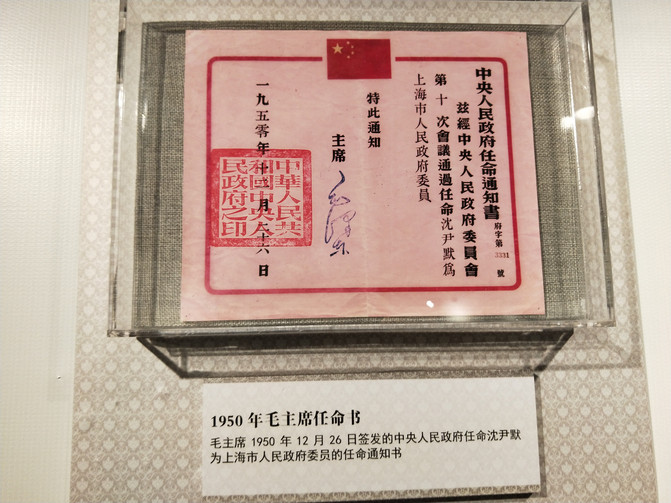 中央人民政府任命通知書
府字第
號
茲經中央人民政府委員會
第十次會議通過任命沈尹默爲
上海市人民政府委員
特此通知
主席 毛澤東
一九五零年十二月二十六日
中華人民共
和國中央人
民政府之印
1950 年毛主席任命书
毛主席 1950 年 12 月 26 日签发的中央人民政府任命沈尹默
为上海市人民政府委员的任命通知书